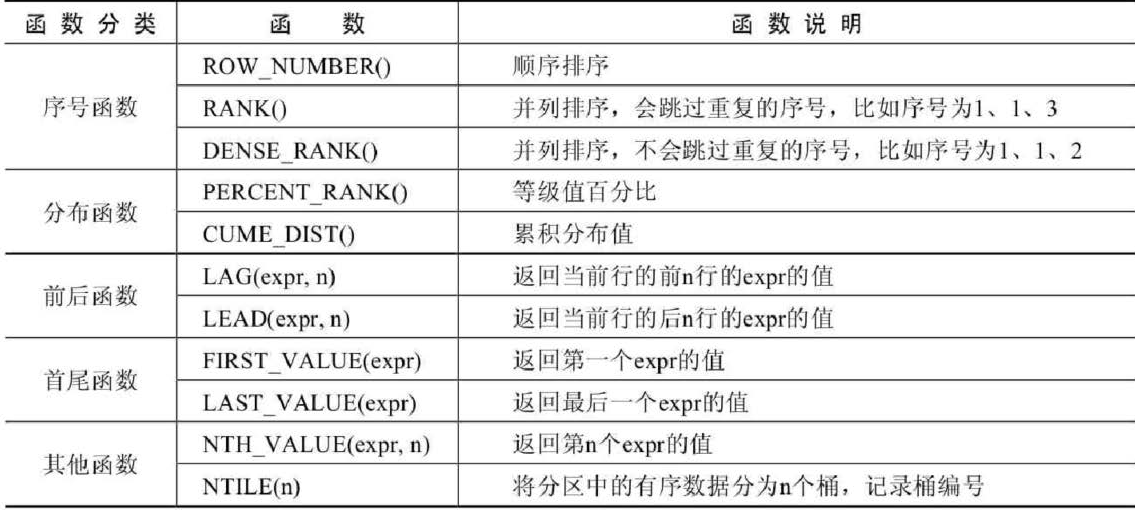 函数分类 函数 函数说明
序号函数 ROW_NUMBER() 顺序排序
RANK() 并列排序，会跳过重复的序号，比如序号为1、1、3
DENSE_RANK() 并列排序，不会跳过重复的序号，比如序号为1、1、2
分布函数 PERCENT_RANK() 等级值百分比
CUME_DIST() 累积分布值
前后函数 LAG(expr, n) 返回当前行的前n行的expr的值
LEAD(expr, n) 返回当前行的后n行的expr的值
首尾函数 FIRST_VALUE(expr) 返回第一个expr的值
LAST_VALUE(expr) 返回最后一个expr的值
其他函数 NTH_VALUE(expr, n) 返回第n个expr的值
NTILE(n) 将分区中的有序数据分为n个桶，记录桶编号